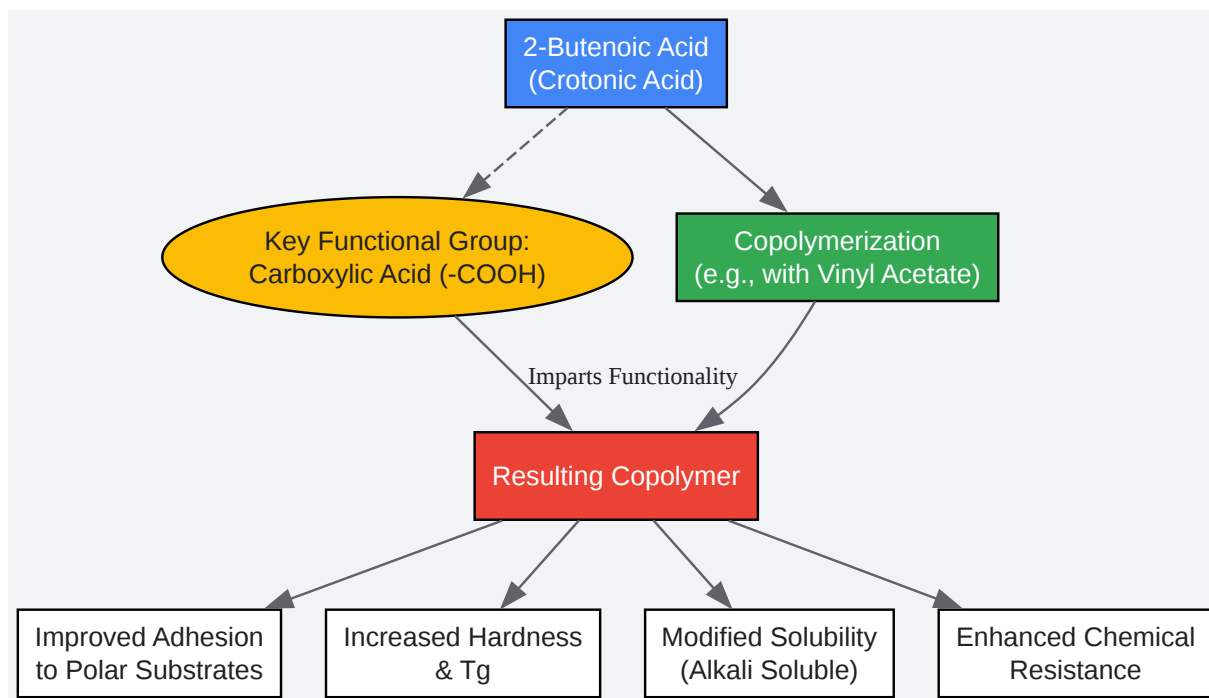 2-Butenoic Acid
(Crotonic Acid)
Key Functional Group:
Carboxylic Acid (-COOH)
Copolymerization
(e.g., with Vinyl Acetate)
Imparts Functionality
Resulting Copolymer
Improved Adhesion
to Polar Substrates
Increased Hardness
& Tg
Modified Solubility
(Alkali Soluble)
Enhanced Chemical
Resistance